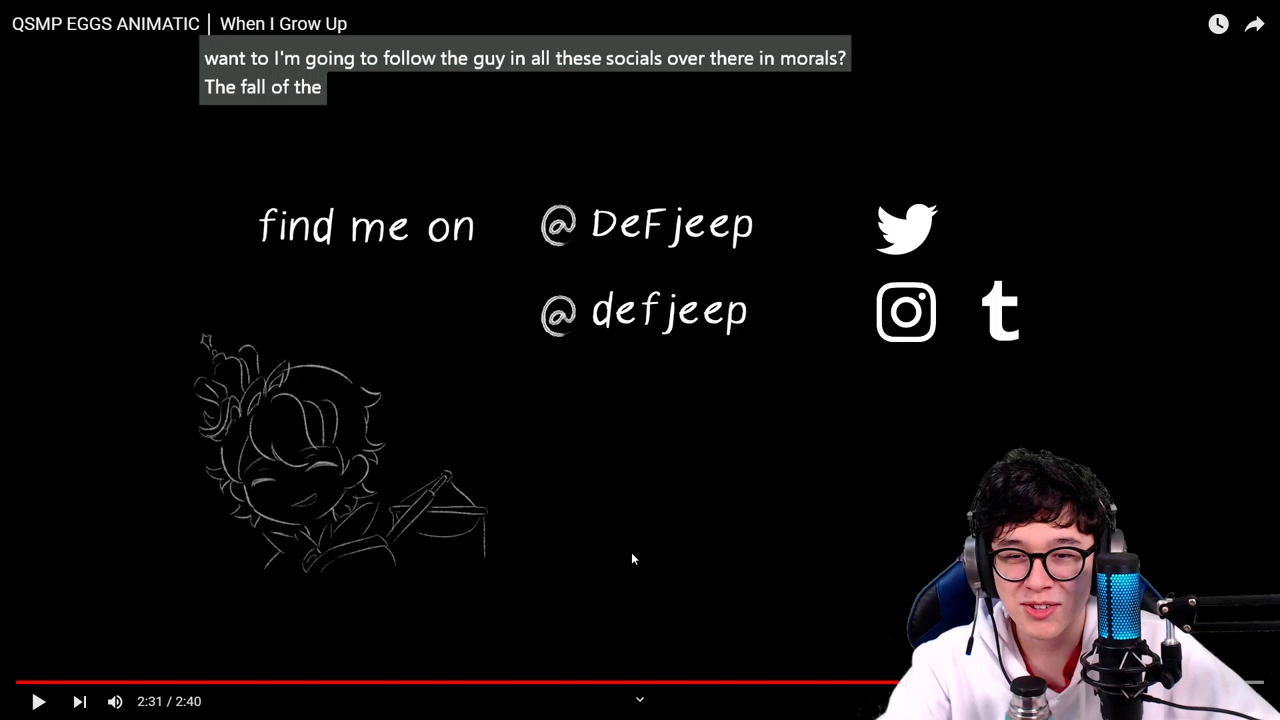 QSMP EGGS ANIMATIC | When I Grow Up
want to I'm going to follow the guy in all these socials over there in morals?
The fall of the
find me on @ DeFjeep
@ defjeep
2:31 / 2:40